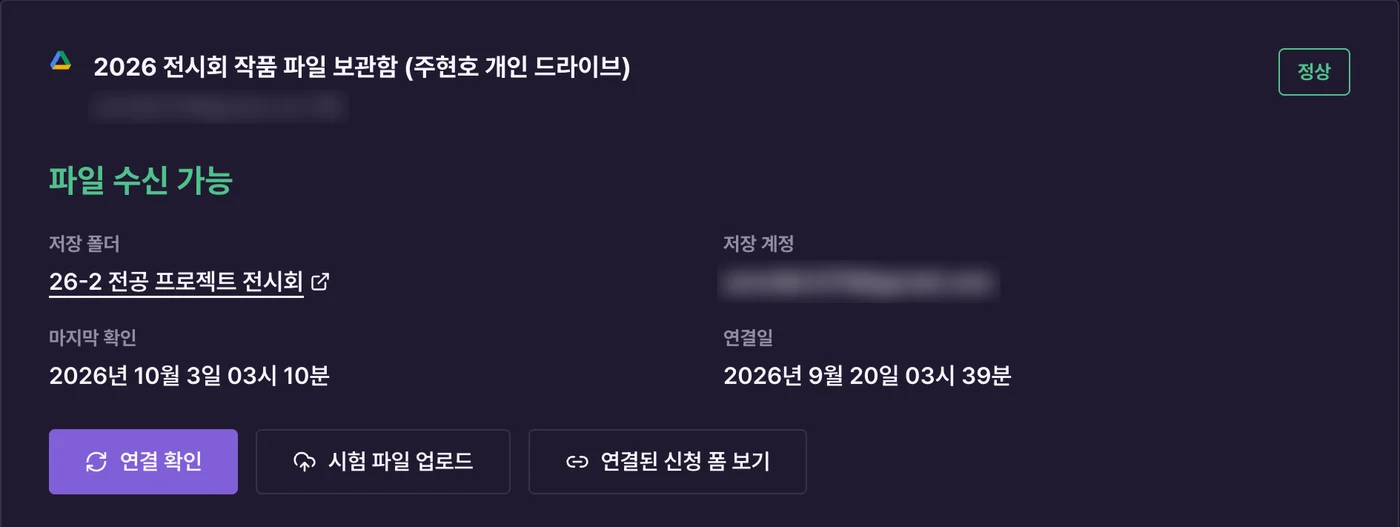 2026 전시회 작품 파일 보관함 (주현호 개인 드라이브)
정상
파일 수신 가능
저장 폴더
26-2 전공 프로젝트 전시회
저장 계정
마지막 확인
2026년 10월 3일 03시 10분
연결일
2026년 9월 20일 03시 39분
연결 확인
시험 파일 업로드
연결된 신청 폼 보기